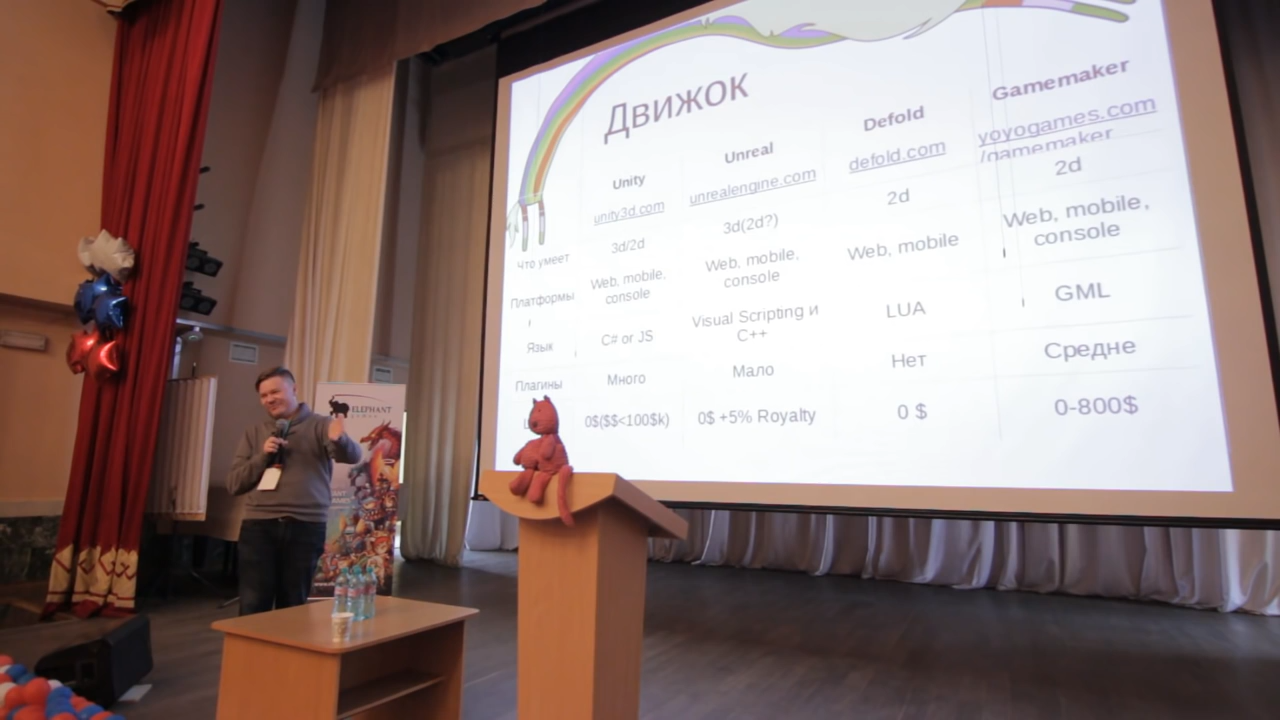 Движок
Unity
Unreal
Defold
Gamemaker
unity3d.com
unrealengine.com
defold.com
yoyogames.com
/gamemaker
Что умеет
3d/2d
3d(2d?)
2d
2d
Платформы
Web, mobile,
console
Web, mobile,
console
Web, mobile
Web, mobile,
console
Язык
C# or JS
Visual Scripting и
C++
LUA
GML
Плагины
Много
Мало
Нет
Средне
0$($$<100$k)
0$ +5% Royalty
0 $
0-800$
ELEPHANT
GAMES